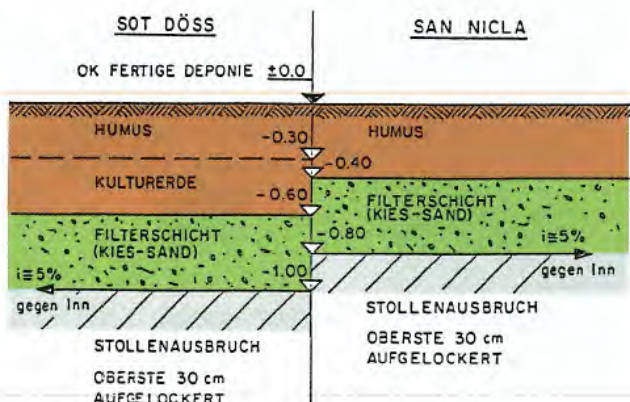 SOT DÖSS
SAN NICLA
OK FERTIGE DEPONIE ±0.0
HUMUS
-0.30
HUMUS
-0.40
KULTURERDE
-0.60
FILTERSCHICHT
(KIES-SAND)
FILTERSCHICHT
(KIES-SAND)
-0.80
i≅5%
gegen Inn
i≅5%
gegen Inn
-1.00
STOLLENAUSBRUCH
OBERSTE 30 cm
AUFGELOCKERT
STOLLENAUSBRUCH
OBERSTE 30 cm
AUFGELOCKERT